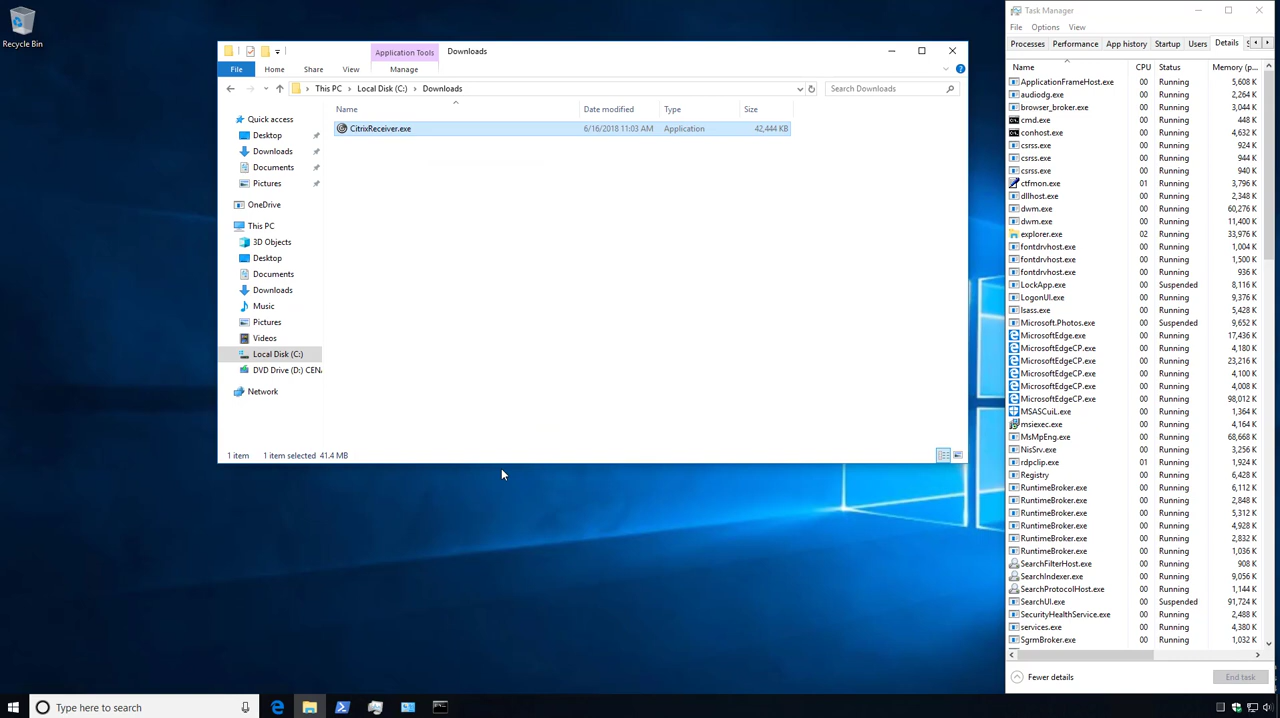 Recycle Bin
Application Tools
Downloads
File
Home
Share
View
Manage
This PC
Local Disk (C:)
Downloads
Search Downloads
Name
Date modified
Type
Size
CitrixReceiver.exe
6/16/2018 11:03 AM
Application
42,444 KB
Quick access
Desktop
Downloads
Documents
Pictures
OneDrive
This PC
3D Objects
Desktop
Documents
Downloads
Music
Pictures
Videos
Local Disk (C:)
DVD Drive (D:) CEN
Network
1 item
1 item selected 41.4 MB
Task Manager
File Options View
Processes Performance App history Startup Users Details
Name CPU Status Memory (p...
ApplicationFrameHost.exe 00 Running 5,608 K
audiodg.exe 00 Running 2,264 K
browser_broker.exe 00 Running 3,044 K
cmd.exe 00 Running 448 K
conhost.exe 00 Running 4,632 K
csrss.exe 00 Running 924 K
csrss.exe 00 Running 944 K
csrss.exe 00 Running 940 K
ctfmon.exe 01 Running 3,796 K
dllhost.exe 00 Running 2,348 K
dwm.exe 00 Running 60,276 K
dwm.exe 00 Running 11,400 K
explorer.exe 02 Running 33,976 K
fontdrvhost.exe 00 Running 1,004 K
fontdrvhost.exe 00 Running 1,500 K
fontdrvhost.exe 00 Running 936 K
LockApp.exe 00 Suspended 8,116 K
LogonUI.exe 00 Running 9,376 K
lsass.exe 00 Running 5,428 K
Microsoft.Photos.exe 00 Suspended 9,652 K
MicrosoftEdge.exe 00 Running 17,436 K
MicrosoftEdgeCP.exe 00 Running 4,180 K
MicrosoftEdgeCP.exe 00 Running 23,216 K
MicrosoftEdgeCP.exe 00 Running 4,100 K
MicrosoftEdgeCP.exe 00 Running 4,008 K
MicrosoftEdgeCP.exe 00 Running 98,012 K
MSASCuiL.exe 00 Running 1,364 K
msiexec.exe 00 Running 4,164 K
MsMpEng.exe 00 Running 68,668 K
NisSrv.exe 00 Running 3,256 K
rdpclip.exe 01 Running 1,924 K
Registry 00 Running 2,476 K
RuntimeBroker.exe 00 Running 6,112 K
RuntimeBroker.exe 00 Running 2,848 K
RuntimeBroker.exe 00 Running 5,312 K
RuntimeBroker.exe 00 Running 4,928 K
RuntimeBroker.exe 00 Running 2,832 K
RuntimeBroker.exe 00 Running 1,036 K
SearchFilterHost.exe 00 Running 908 K
SearchIndexer.exe 00 Running 9,056 K
SearchProtocolHost.exe 00 Running 1,144 K
SearchUI.exe 00 Suspended 91,724 K
SecurityHealthService.exe 00 Running 2,488 K
services.exe 00 Running 4,380 K
SgrmBroker.exe 00 Running 1,032 K
Fewer details
End task
Type here to search